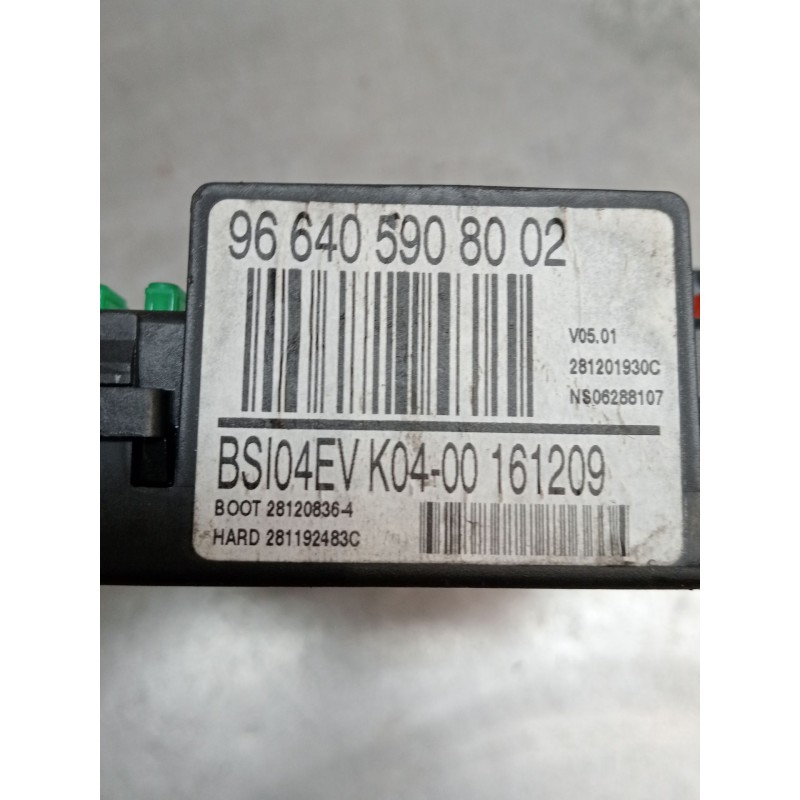 96 640 590 80 02
V05.01
281201930C
NS06288107
BSI04EV K04-00 161209
BOOT 28120836-4
HARD 281192483C